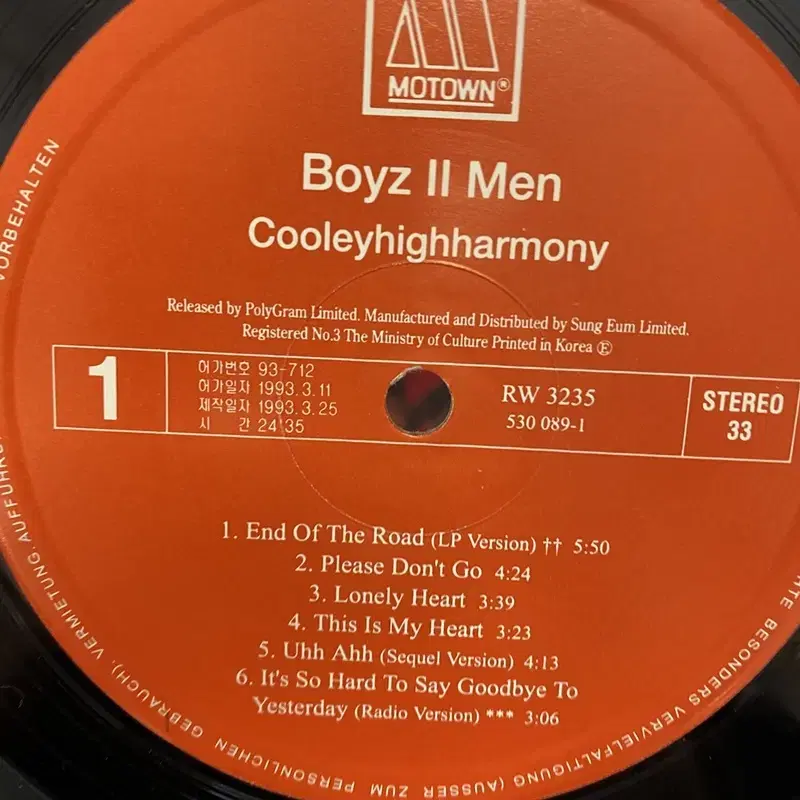 MOTOWN®
Boyz II Men
Cooleyhighharmony
Released by PolyGram Limited. Manufactured and Distributed by Sung Eum Limited.
Registered No.3 The Ministry of Culture Printed in Korea Ⓔ
1
허가번호 93-712
허가일자 1993.3.11
제작일자 1993.3.25
시 간 24:35
RW 3235
530 089-1
STEREO
33
1. End Of The Road (LP Version) †† 5:50
2. Please Don't Go 4:24
3. Lonely Heart 3:39
4. This Is My Heart 3:23
5. Uhh Ahh (Sequel Version) 4:13
6. It's So Hard To Say Goodbye To
Yesterday (Radio Version) *** 3:06
BESONDERS VERVIELFÄLTIGUNG (AUSSER ZUM PERSÖNLICHEN GEBRAUCH), VERMIETUNG, AUFFÜHRU
VORBEHALTEN